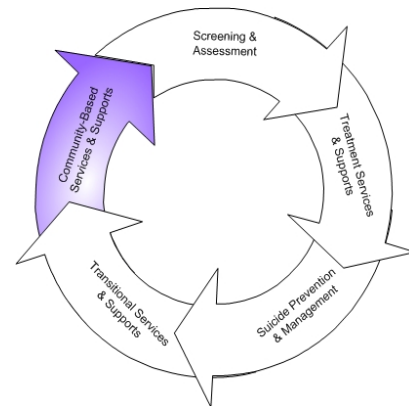 Screening &
Assessment
Treatment Services
& Supports
Suicide Prevention
& Management
Transitional Services
& Supports
Community-Based
Services & Supports